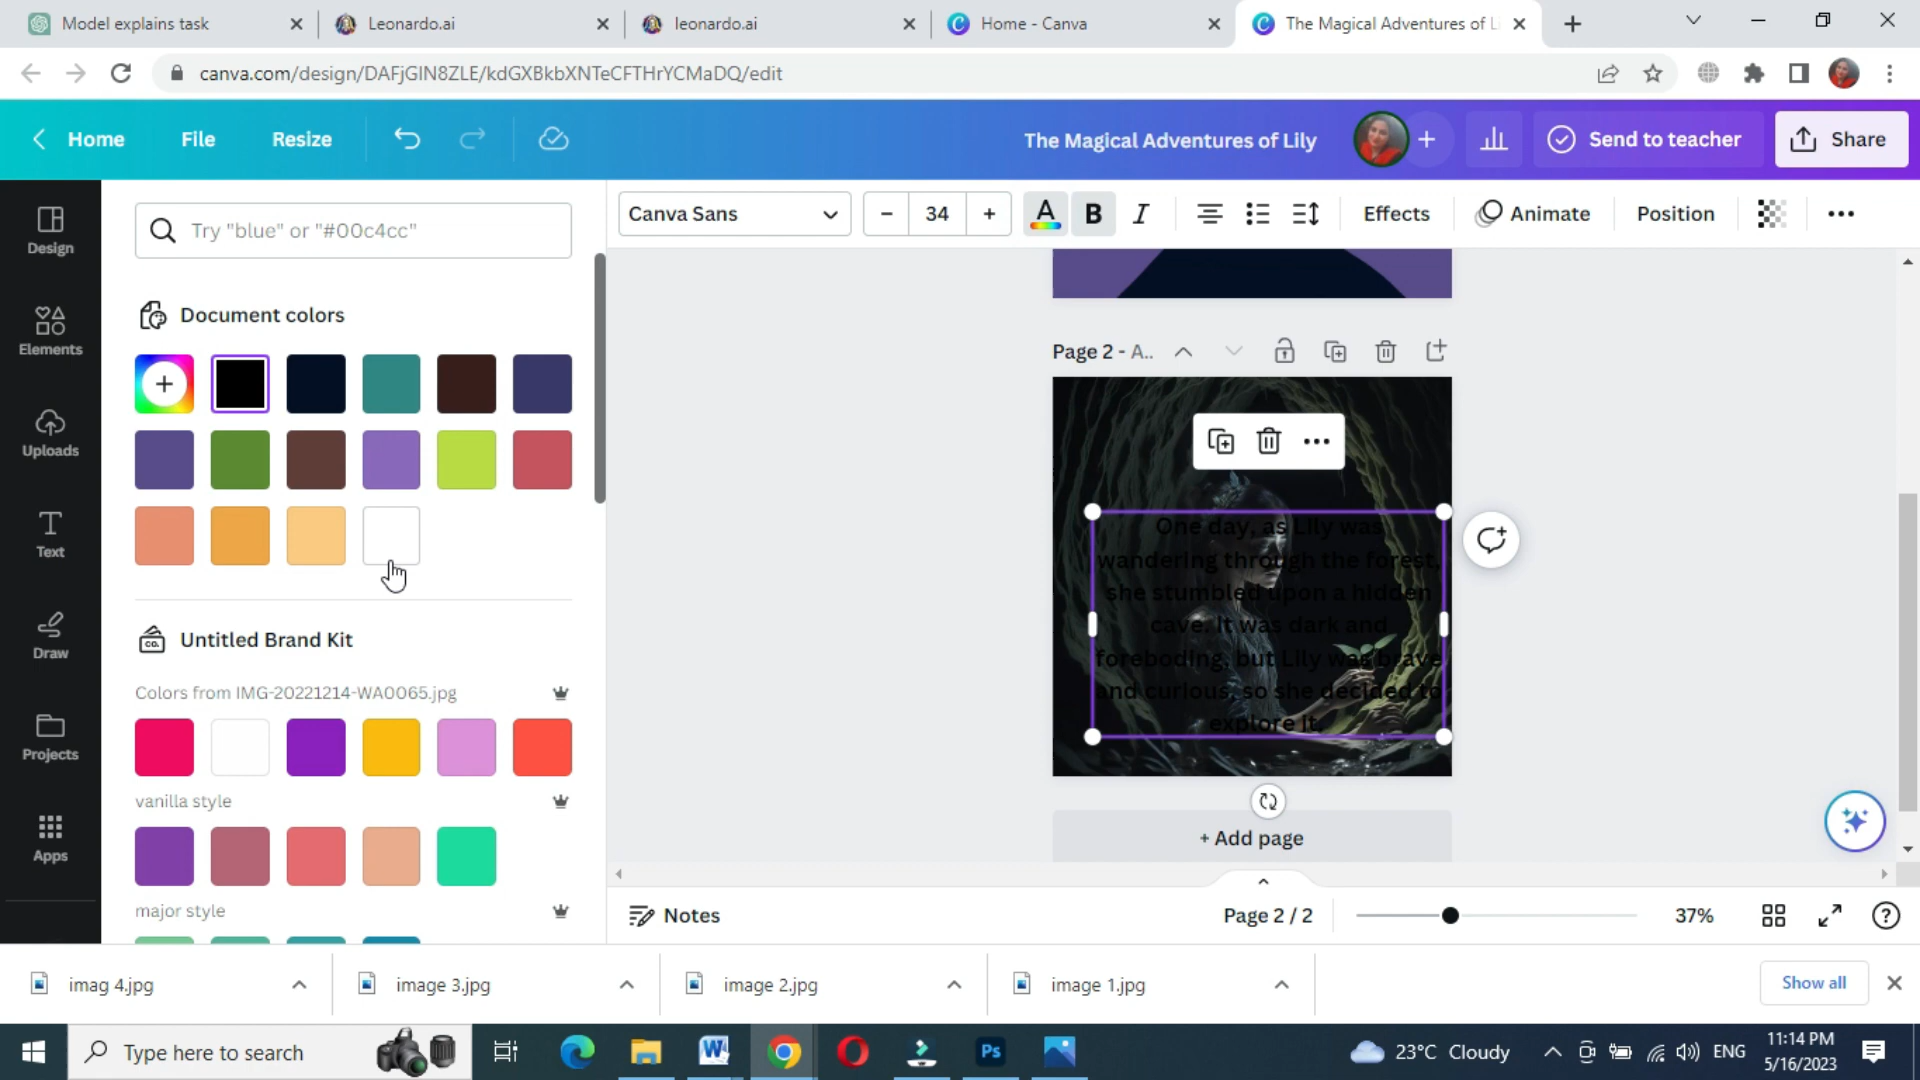 Model explains task
Leonardo.ai
leonardo.ai
Home - Canva
The Magical Adventures of Li
canva.com/design/DAFjGIN8ZLE/kdGXBkbXNTeCFTHrYCMaDQ/edit
Home
File
Resize
The Magical Adventures of Lily
Send to teacher
Share
Design
Elements
Uploads
Text
Draw
Projects
Apps
Try "blue" or "#00c4cc"
Document colors
Untitled Brand Kit
Colors from IMG-20221214-WA0065.jpg
vanilla style
major style
Canva Sans
34
A
B
I
Effects
Animate
Position
Page 2 - A..
One day, as Lily was
wandering through the forest,
she stumbled upon a hidden
cave. It was dark and
foreboding, but Lily was brave
and curious, so she decided to
explore it.
+ Add page
Notes
Page 2 / 2
37%
imag 4.jpg
image 3.jpg
image 2.jpg
image 1.jpg
Show all
Type here to search
Ps
23°C Cloudy
ENG
11:14 PM
5/16/2023